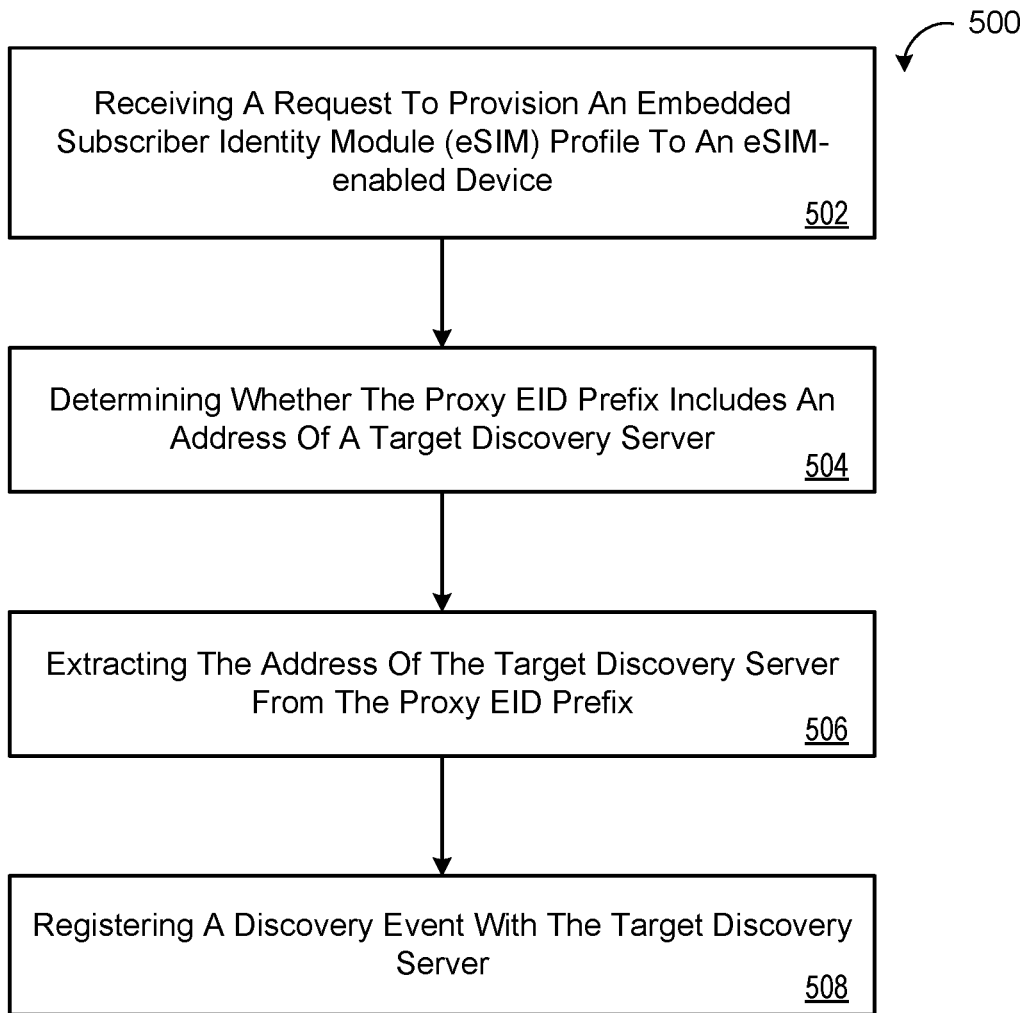 500
Receiving A Request To Provision An Embedded
Subscriber Identity Module (eSIM) Profile To An eSIM-
enabled Device
502
Determining Whether The Proxy EID Prefix Includes An
Address Of A Target Discovery Server
504
Extracting The Address Of The Target Discovery Server
From The Proxy EID Prefix
506
Registering A Discovery Event With The Target Discovery
Server
508